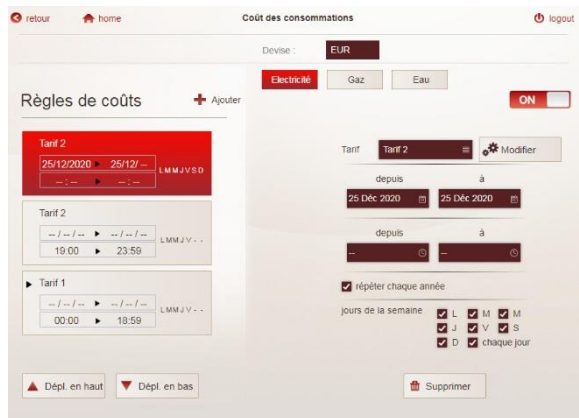 retour home Coût des consommations logout
Devise : EUR
Electricité Gaz Eau
Règles de coûts Ajouter
ON
Tarif 2
25/12/2020 25/12/ --
-- : -- -- : --
LMMJVSD
Tarif 2
-- / -- / -- -- / -- / --
19:00 23:59
LMMJV--
Tarif 1
-- / -- / -- -- / -- / --
00:00 18:59
LMMJV--
Dépl. en haut Dépl. en bas
Tarif Tarif 2 Modifier
depuis à
25 Déc 2020 25 Déc 2020
depuis à
-- --
répéter chaque année
jours de la semaine L M M
J V S
D chaque jour
Supprimer